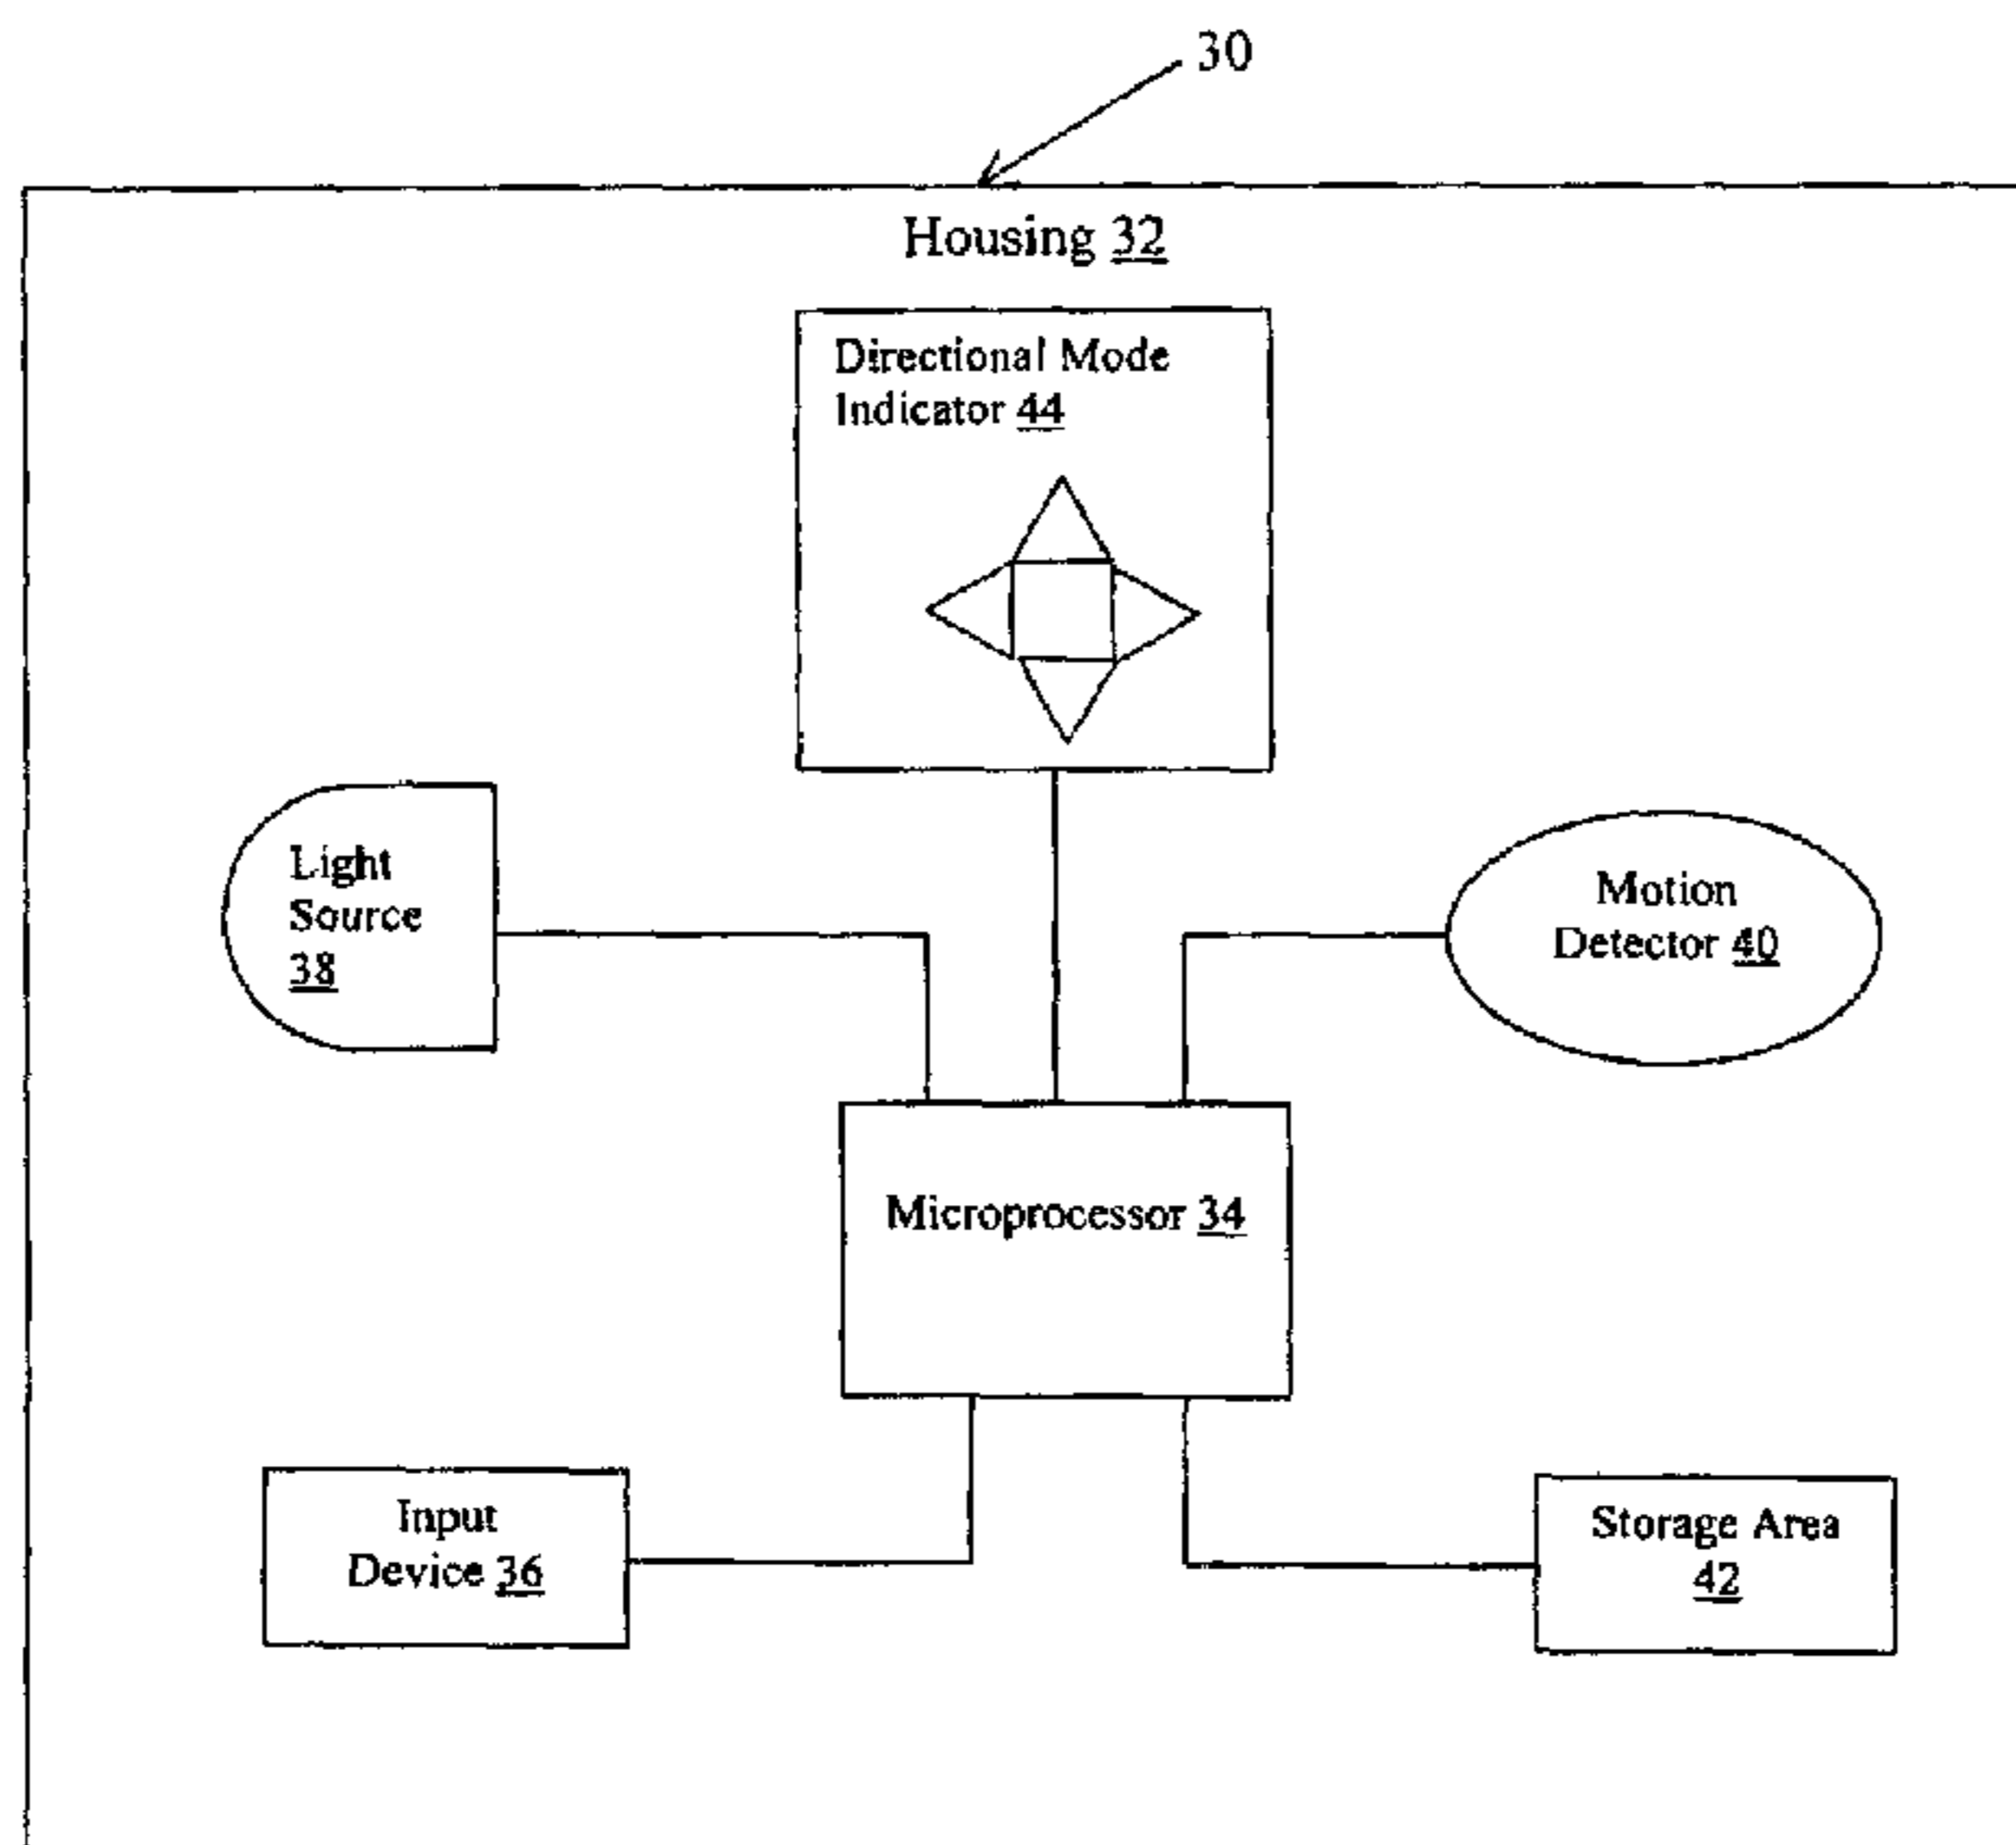 30
Housing 32
Directional Mode
Indicator 44
Light
Source
38
Motion
Detector 40
Microprocessor 34
Input
Device 36
Storage Area
42